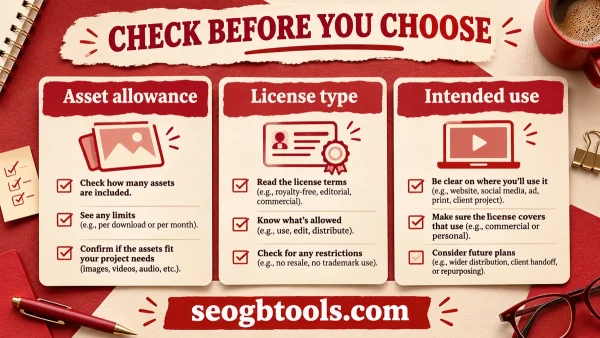 CHECK BEFORE YOU CHOOSE
Asset allowance
Check how many assets
are included.
See any limits
(e.g., per download or per month).
Confirm if the assets fit
your project needs
(images, videos, audio, etc.).
License type
Read the license terms
(e.g., royalty-free, editorial,
commercial).
Know what's allowed
(e.g., use, edit, distribute).
Check for any restrictions
(e.g., no resale, no trademark use).
Intended use
Be clear on where you'll use it
(e.g., website, social media, ad,
print, client project).
Make sure the license covers
that use (e.g., commercial or
personal).
Consider future plans
(e.g., wider distribution, client handoff,
or repurposing).
seogbtools.com